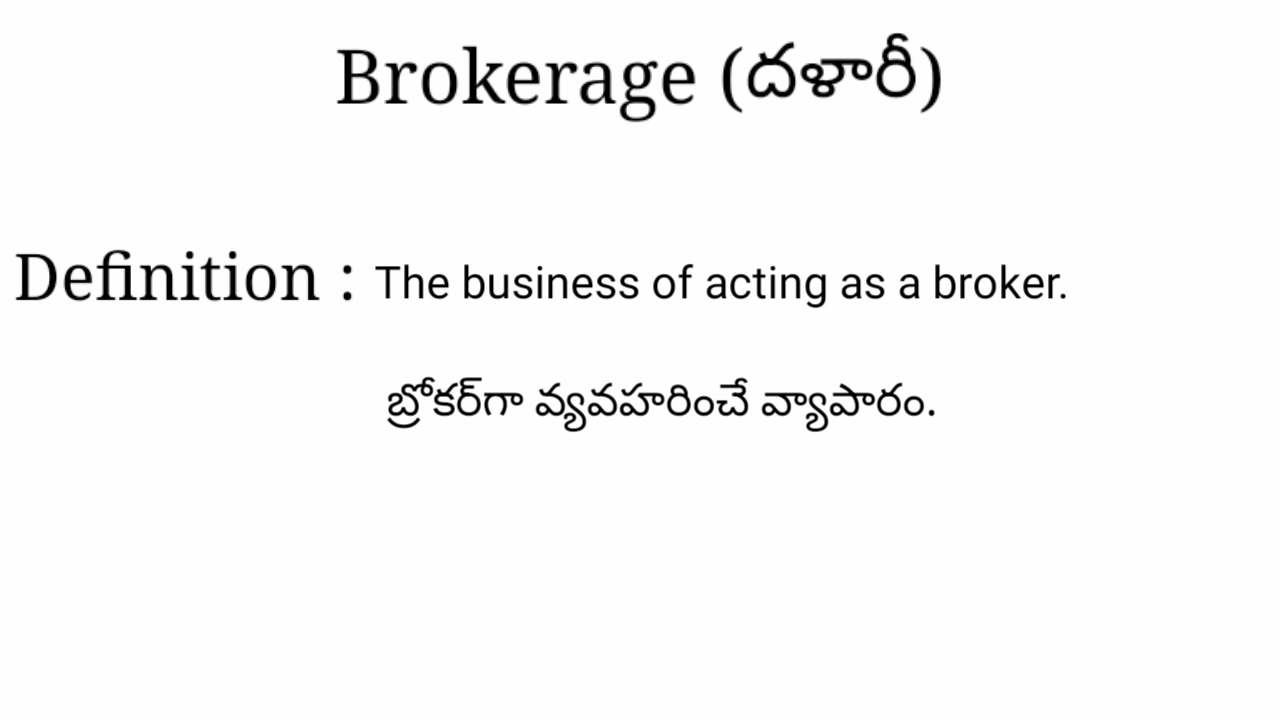 Brokerage (దళారీ)
Definition : The business of acting as a broker.
బ్రోకర్‌గా వ్యవహరించే వ్యాపారం.